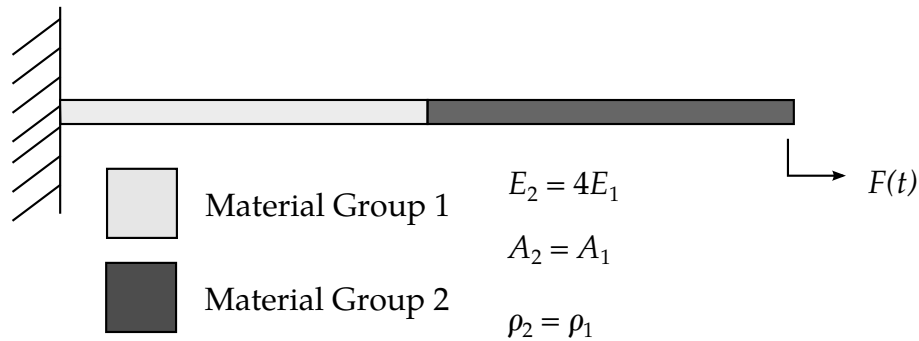 F(t)
Material Group 1
Material Group 2
E₂ = 4E₁
A₂ = A₁
ρ₂ = ρ₁